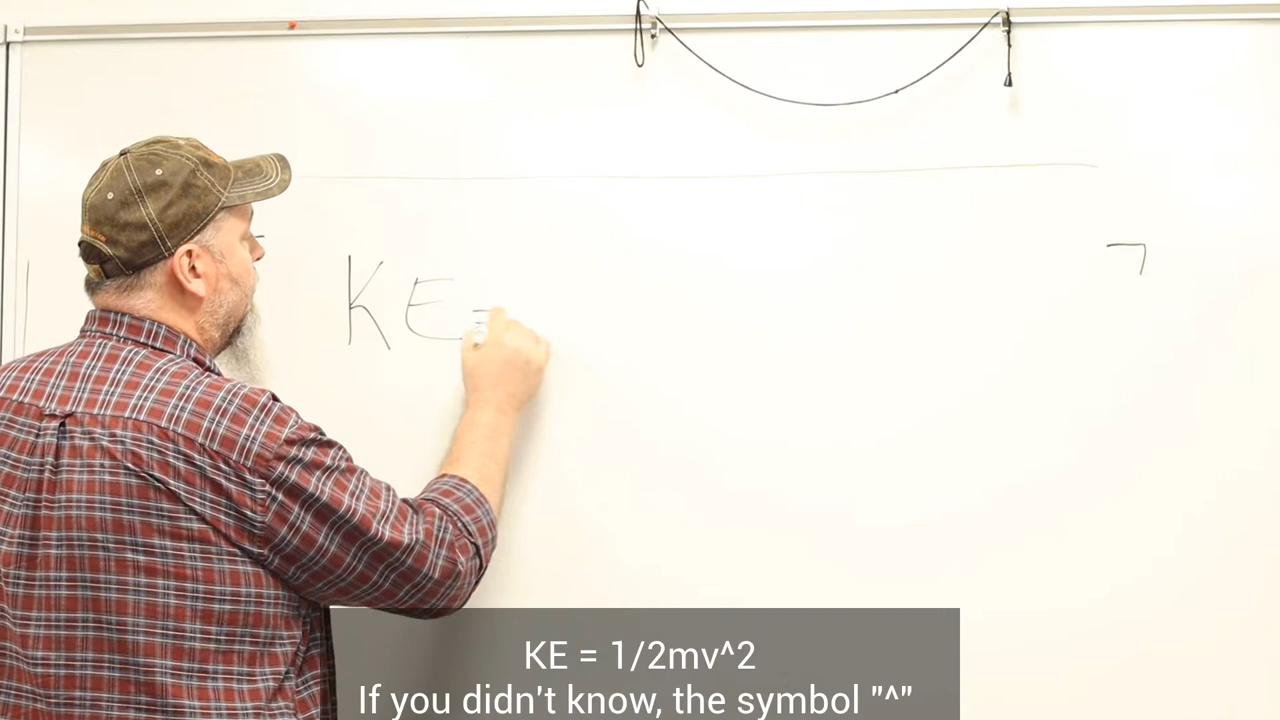 KE=
KE = 1/2mv^2
If you didn't know, the symbol "^"